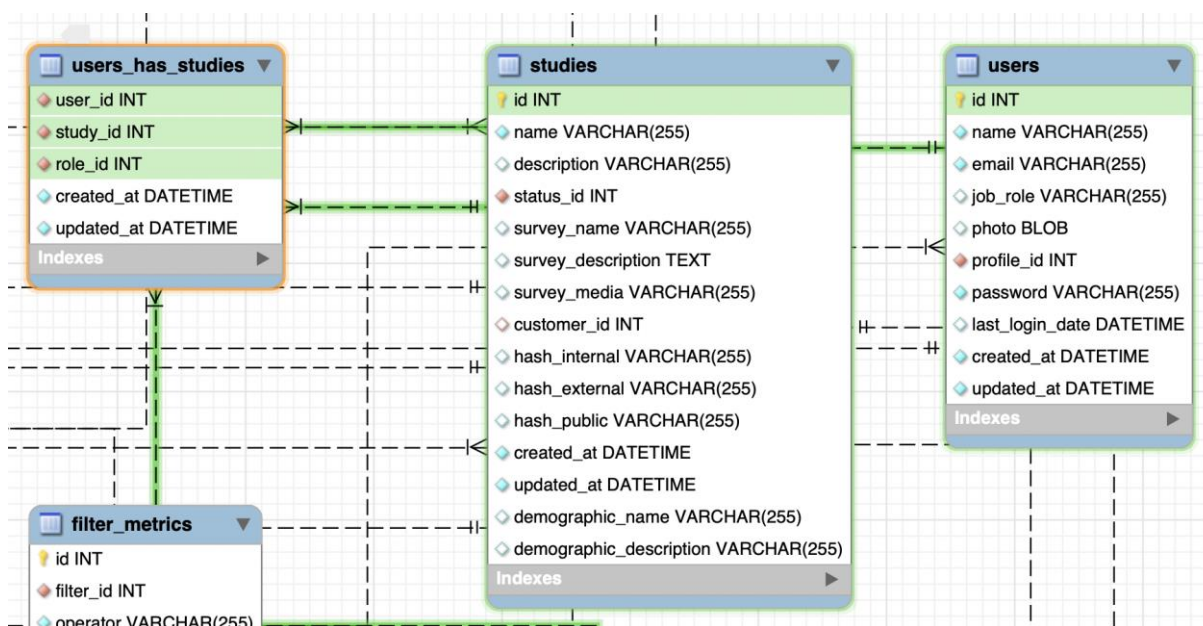 users_has_studies
user_id INT
study_id INT
role_id INT
created_at DATETIME
updated_at DATETIME
Indexes
studies
id INT
name VARCHAR(255)
description VARCHAR(255)
status_id INT
survey_name VARCHAR(255)
survey_description TEXT
survey_media VARCHAR(255)
customer_id INT
hash_internal VARCHAR(255)
hash_external VARCHAR(255)
hash_public VARCHAR(255)
created_at DATETIME
updated_at DATETIME
demographic_name VARCHAR(255)
demographic_description VARCHAR(255)
Indexes
users
id INT
name VARCHAR(255)
email VARCHAR(255)
job_role VARCHAR(255)
photo BLOB
profile_id INT
password VARCHAR(255)
last_login_date DATETIME
created_at DATETIME
updated_at DATETIME
Indexes
filter_metrics
id INT
filter_id INT
operator VARCHAR(255)